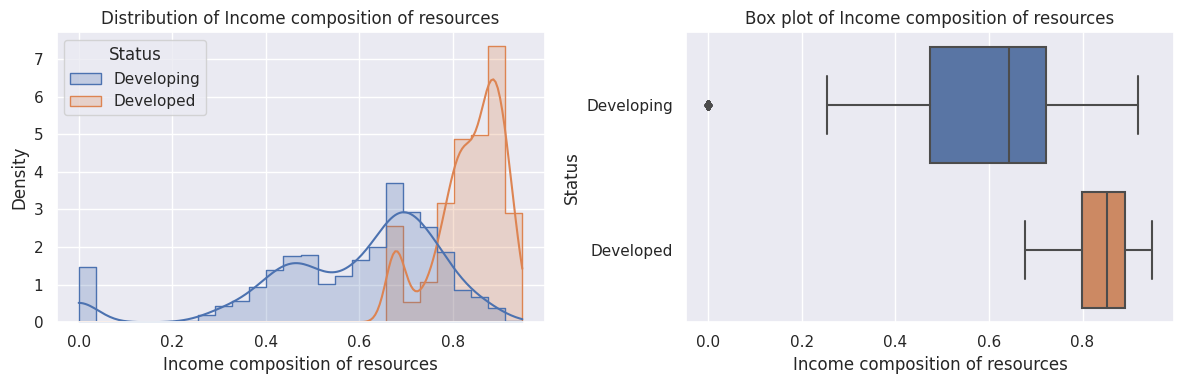 Distribution of Income composition of resources
Status
Developing
Developed
7
6
5
4
3
2
1
0
Density
0.0 0.2 0.4 0.6 0.8
Income composition of resources
Box plot of Income composition of resources
Developing
Developed
Status
0.0 0.2 0.4 0.6 0.8
Income composition of resources